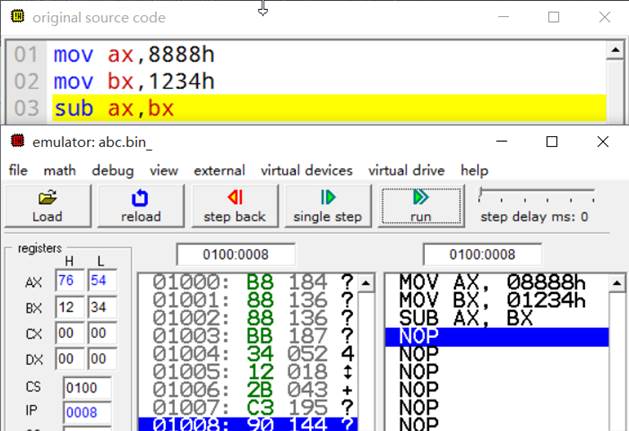 original source code
01 mov ax,8888h
02 mov bx,1234h
03 sub ax,bx
emulator: abc.bin_
file math debug view external virtual devices virtual drive help
Load reload step back single step run step delay ms: 0
registers
H L
AX 76 54
BX 12 34
CX 00 00
DX 00 00
CS 0100
IP 0008
0100:0008
01000: B8 184 ?
01001: 88 136 ?
01002: 88 136 ?
01003: BB 187 ?
01004: 34 052 4
01005: 12 018 ↕
01006: 2B 043 +
01007: C3 195 ?
01008: 90 144 ?
0100:0008
MOV AX, 08888h
MOV BX, 01234h
SUB AX, BX
NOP
NOP
NOP
NOP
NOP
NOP